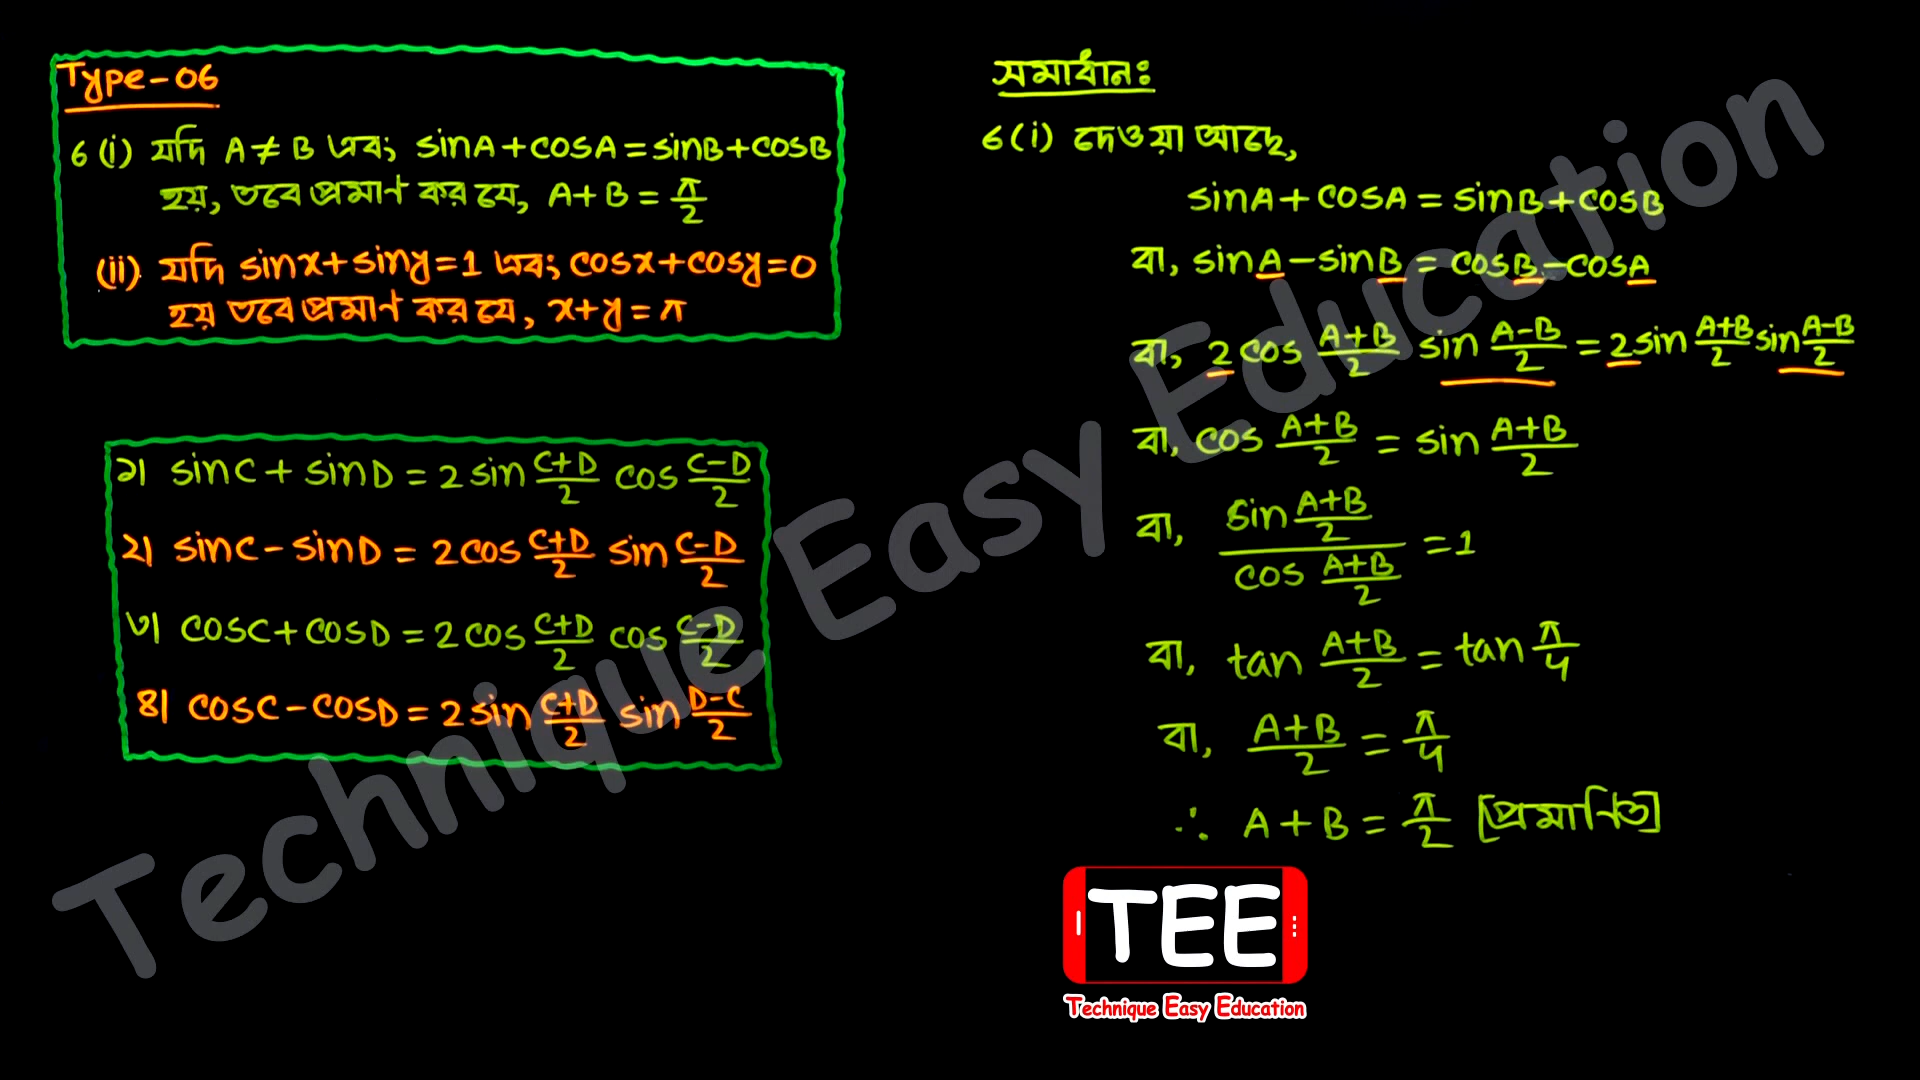 Type-06
6 (i) যদি A ≠ B এবং sinA + cosA = sinB + cosB
হয়, তবে প্রমাণ কর যে, A + B = π/2
(ii) যদি sinx + siny = 1 এবং cosx + cosy = 0
হয় তবে প্রমাণ কর যে, x + y = π
১। sinC + sinD = 2 sin (C+D)/2 cos (C-D)/2
২। sinC - sinD = 2 cos (C+D)/2 sin (C-D)/2
৩। cosC + cosD = 2 cos (C+D)/2 cos (C-D)/2
৪। cosC - cosD = 2 sin (C+D)/2 sin (D-C)/2
সমাধান:
6 (i) দেওয়া আছে,
sinA + cosA = sinB + cosB
বা, sinA - sinB = cosB - cosA
বা, 2 cos (A+B)/2 sin (A-B)/2 = 2 sin (A+B)/2 sin (A-B)/2
বা, cos (A+B)/2 = sin (A+B)/2
বা, sin (A+B)/2 / cos (A+B)/2 = 1
বা, tan (A+B)/2 = tan π/4
বা, (A+B)/2 = π/4
∴ A + B = π/2 [প্রমানিত]
TEE
Technique Easy Education
Technique Easy Education